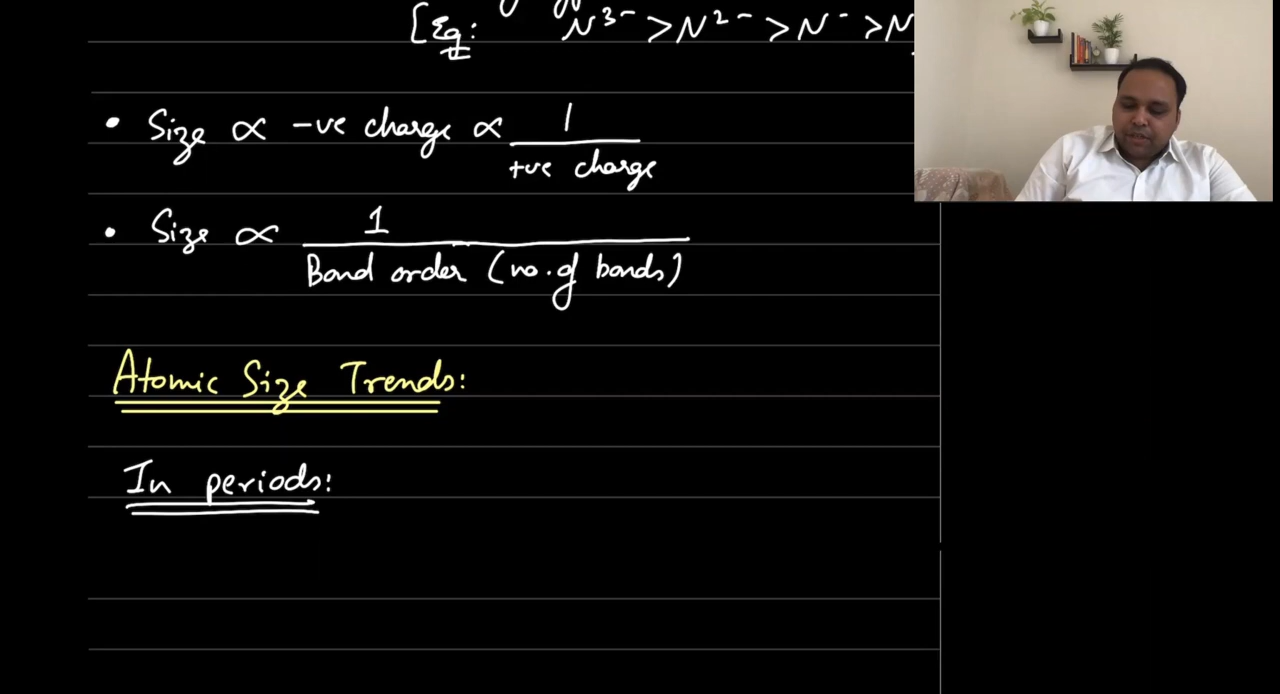 [Eg: N³⁻ > N²⁻ > N⁻ > N
• Size ∝ -ve charge ∝ 1 / +ve charge
• Size ∝ 1 / Bond order (no. of bonds)
Atomic Size Trends:
In periods: